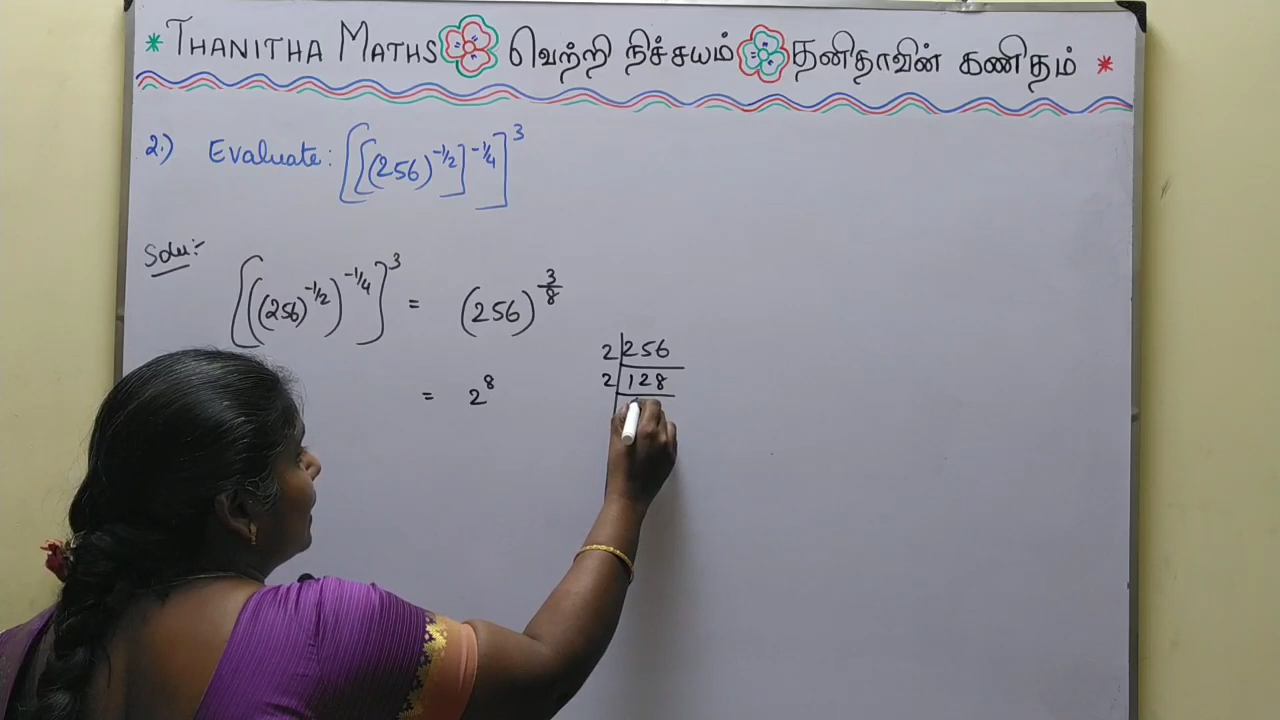 * THANITHA MATHS வெற்றி நிச்சயம் தனிதாவின் கணிதம் *
2.) Evaluate: [[(256)^-1/2]^-1/4]^3
Solu:-
[((256)^-1/2)^-1/4]^3 = (256)^3/8
= 2^8
2 256
2 128